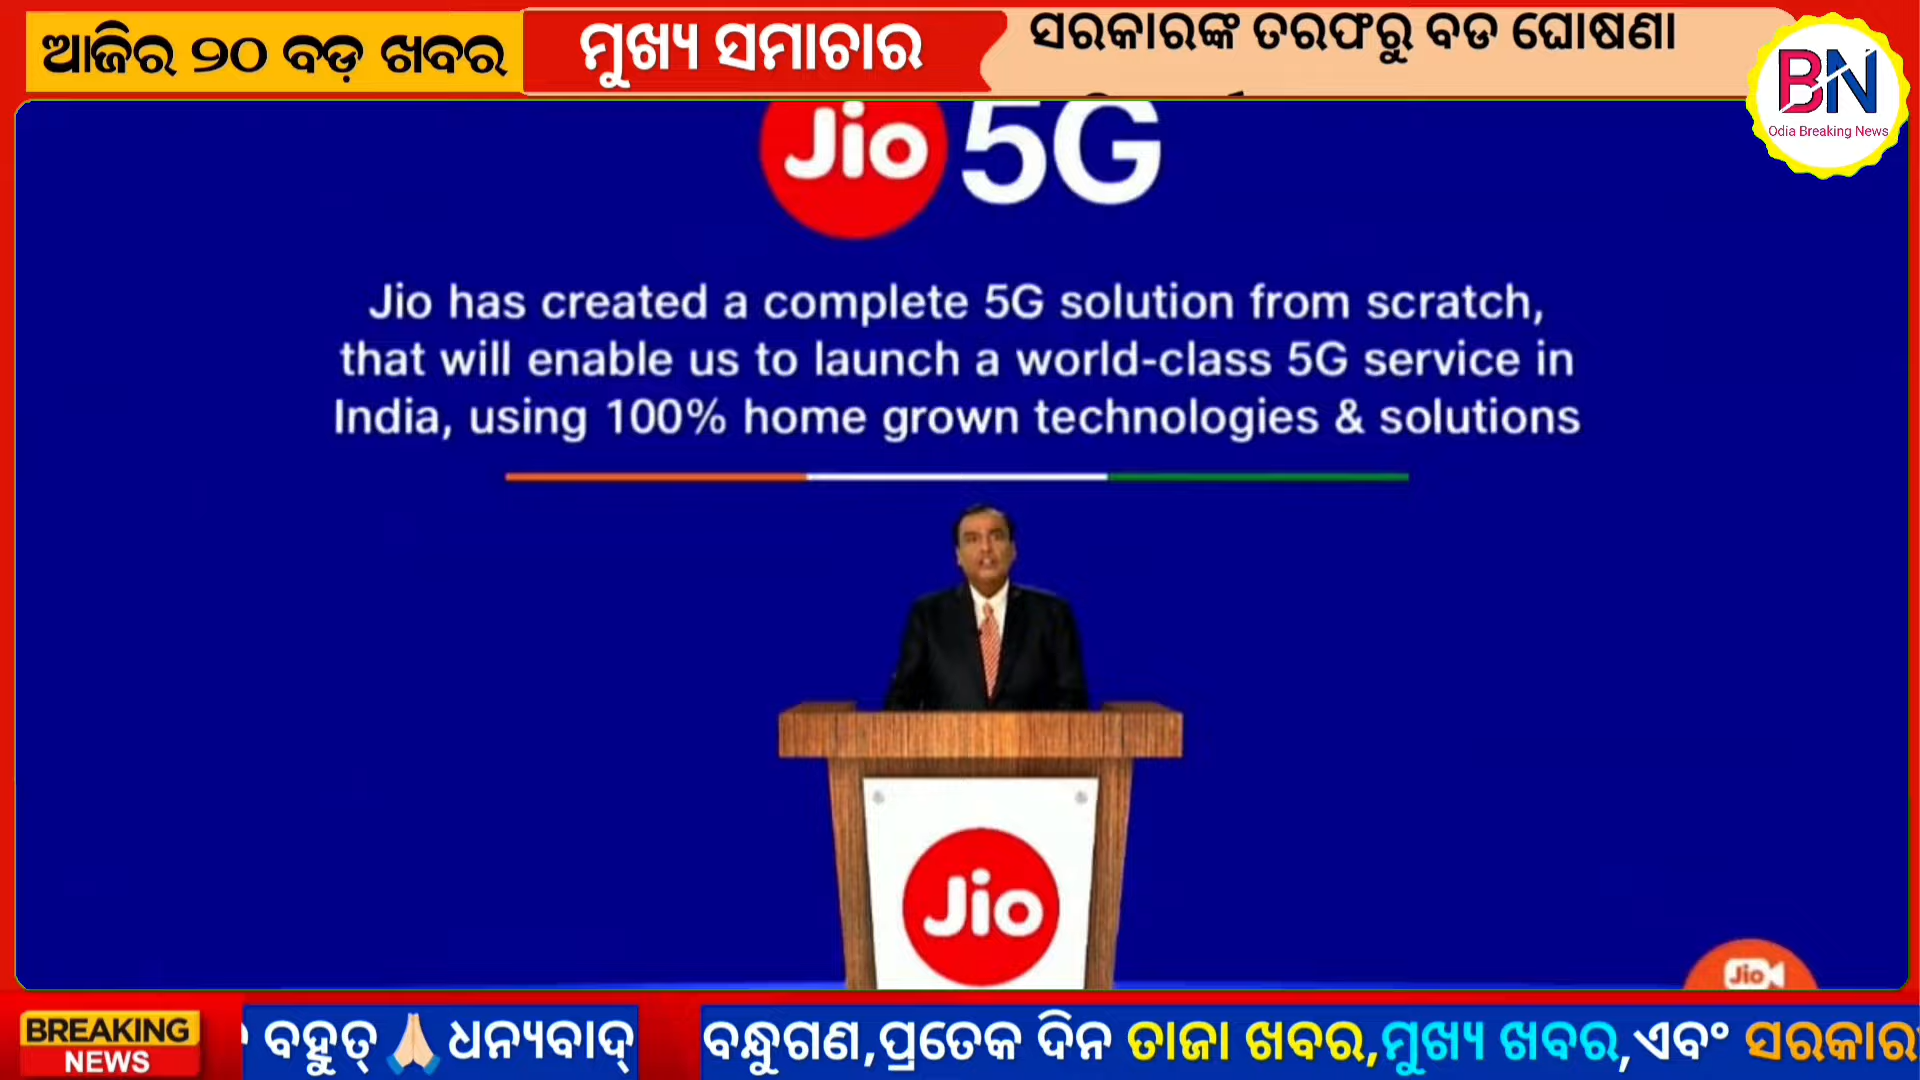 ଆଜିର ୨୦ ବଡ଼ ଖବର
ମୁଖ୍ୟ ସମାଚାର
ସରକାରଙ୍କ ତରଫରୁ ବଡ ଘୋଷଣା
BN
Odia Breaking News
Jio 5G
Jio has created a complete 5G solution from scratch,
that will enable us to launch a world-class 5G service in
India, using 100% home grown technologies & solutions
Jio
Jio
BREAKING
NEWS
ବହୁତ୍🙏🏻ଧନ୍ୟବାଦ୍
ବନ୍ଧୁଗଣ,ପ୍ରତେକ ଦିନ ତାଜା ଖବର,ମୁଖ୍ୟ ଖବର,ଏବଂ ସରକାର